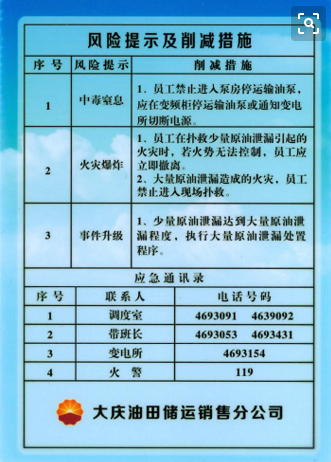 风险提示及削减措施
序 号 风险提示 削 减 措 施
1 中毒窒息
1、员工禁止进入泵房停运输油泵，
应在变频柜停运输油泵或通知变电
所切断电源。
2 火灾爆炸
1、员工在扑救少量原油泄漏引起的
火灾时，若火势无法控制，员工应
立即撤离。
2、大量原油泄漏造成的火灾，员工
禁止进入现场扑救。
3 事件升级
1、少量原油泄漏达到大量原油泄
漏程度，执行大量原油泄漏处置
程序。
应 急 通 讯 录
序 号 联 系 人 电 话 号 码
1 调度室 4693091 4639092
2 带班长 4693053 4693431
3 变电所 4693154
4 火 警 119
大庆油田储运销售分公司